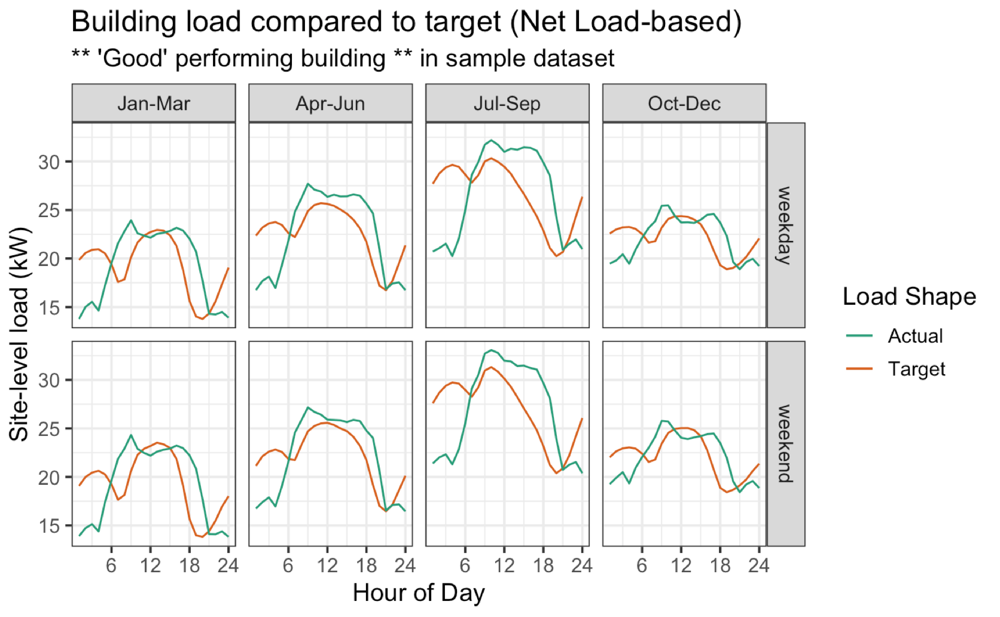 Building load compared to target (Net Load-based)
** 'Good' performing building ** in sample dataset
Jan-Mar Apr-Jun Jul-Sep Oct-Dec
Site-level load (kW)
30
25
20
15
weekday
30
25
20
15
weekend
6 12 18 24 6 12 18 24 6 12 18 24 6 12 18 24
Hour of Day
Load Shape
Actual
Target